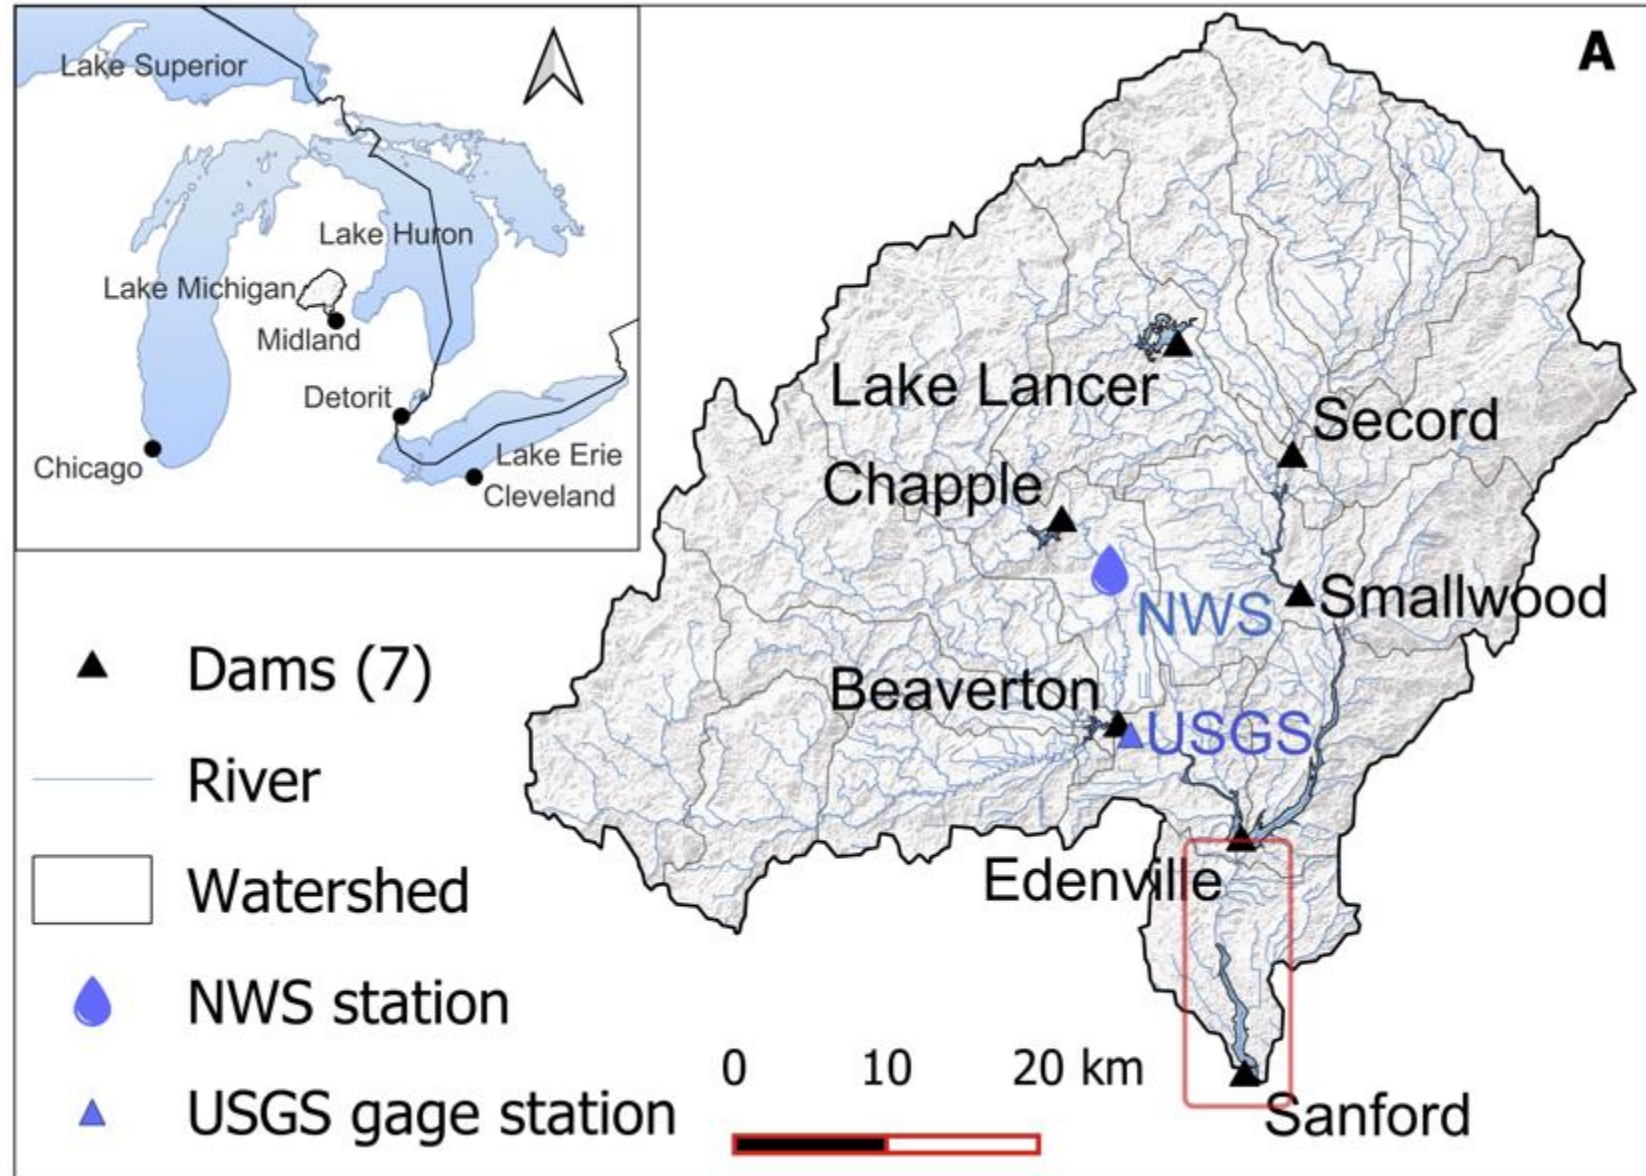 A
Lake Superior
Lake Huron
Lake Michigan
Midland
Detorit
Lake Erie
Chicago
Cleveland
Lake Lancer
Secord
Chapple
NWS
Smallwood
Beaverton
USGS
Edenville
Sanford
Dams (7)
River
Watershed
NWS station
USGS gage station
0 10 20 km